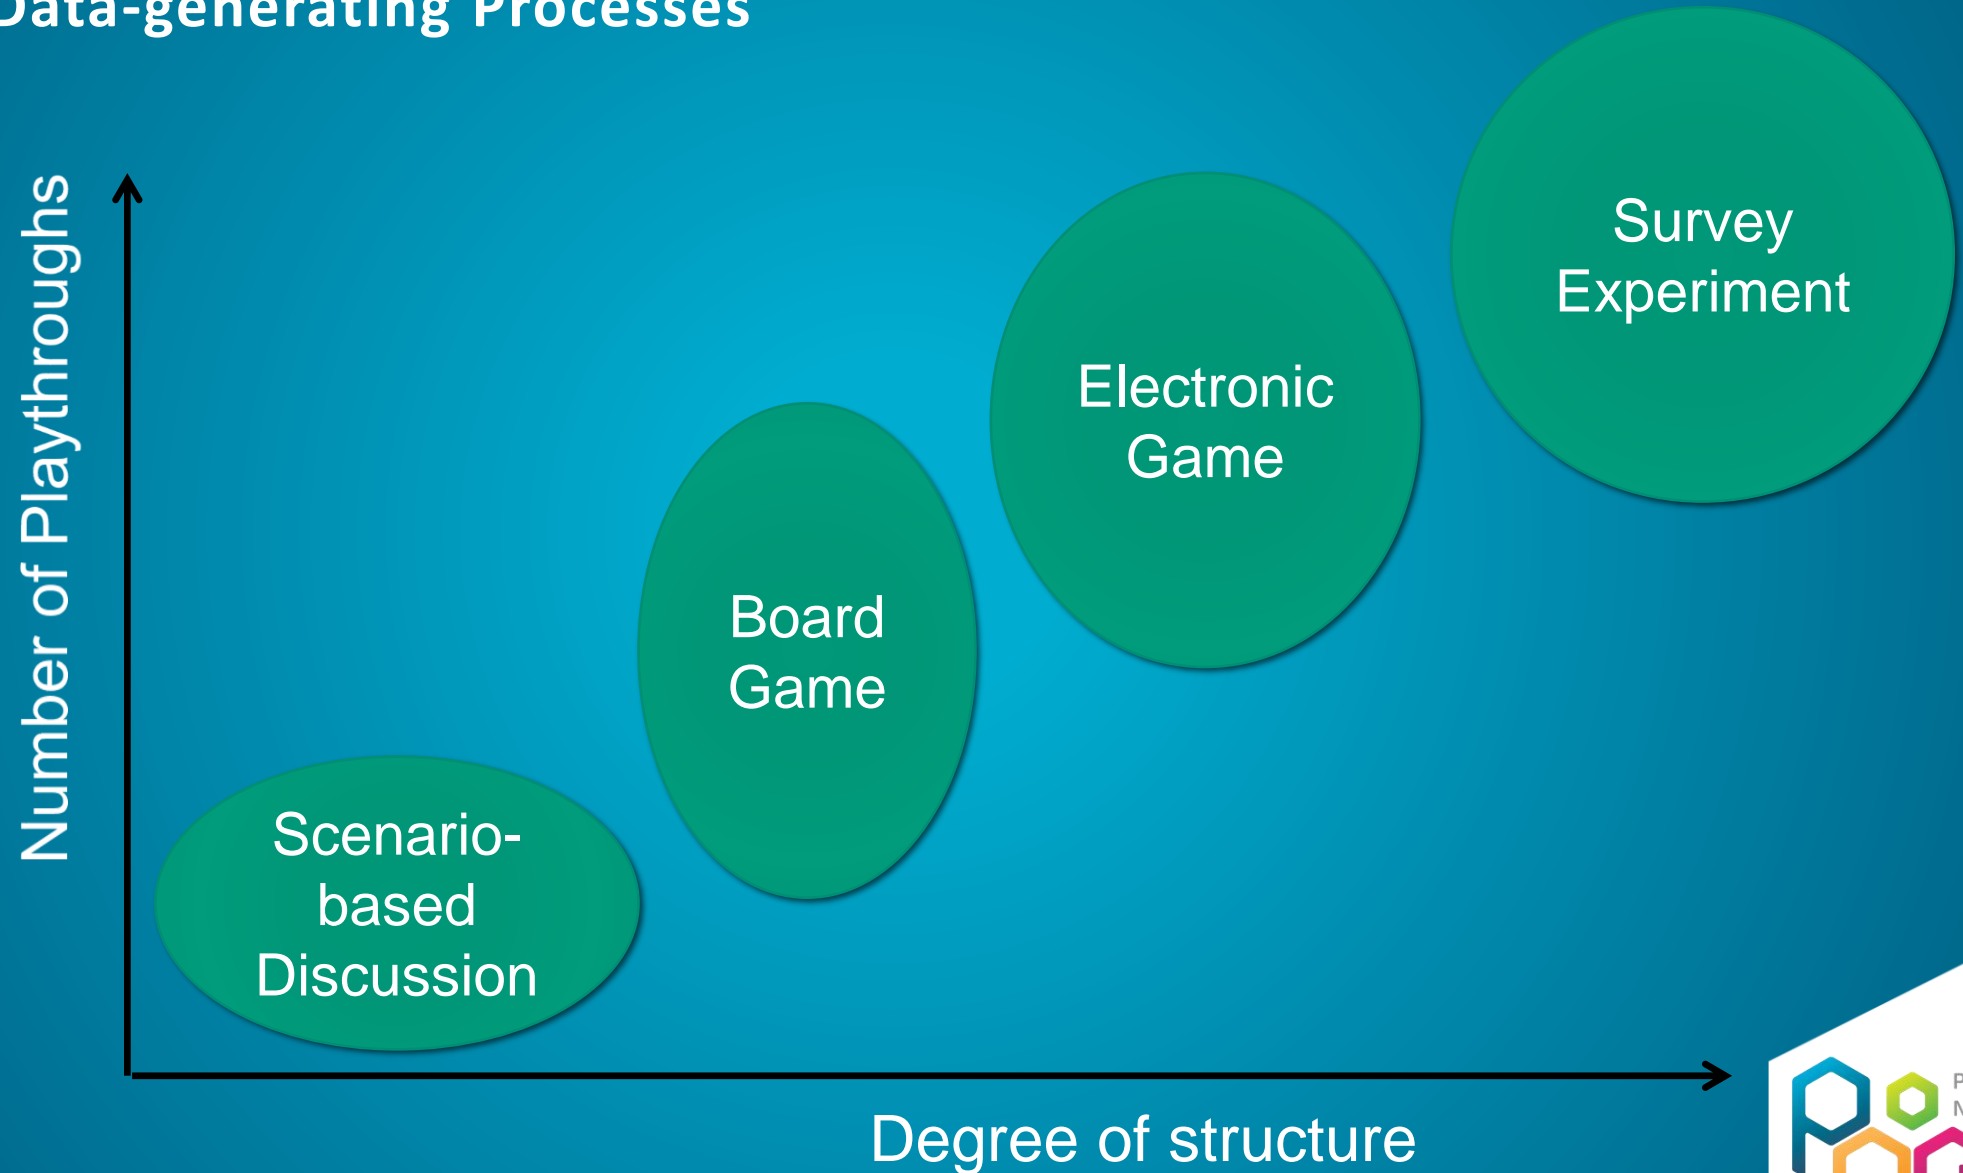 Data-generating Processes
Number of Playthroughs
Survey
Experiment
Electronic
Game
Board
Game
Scenario-
based
Discussion
Degree of structure